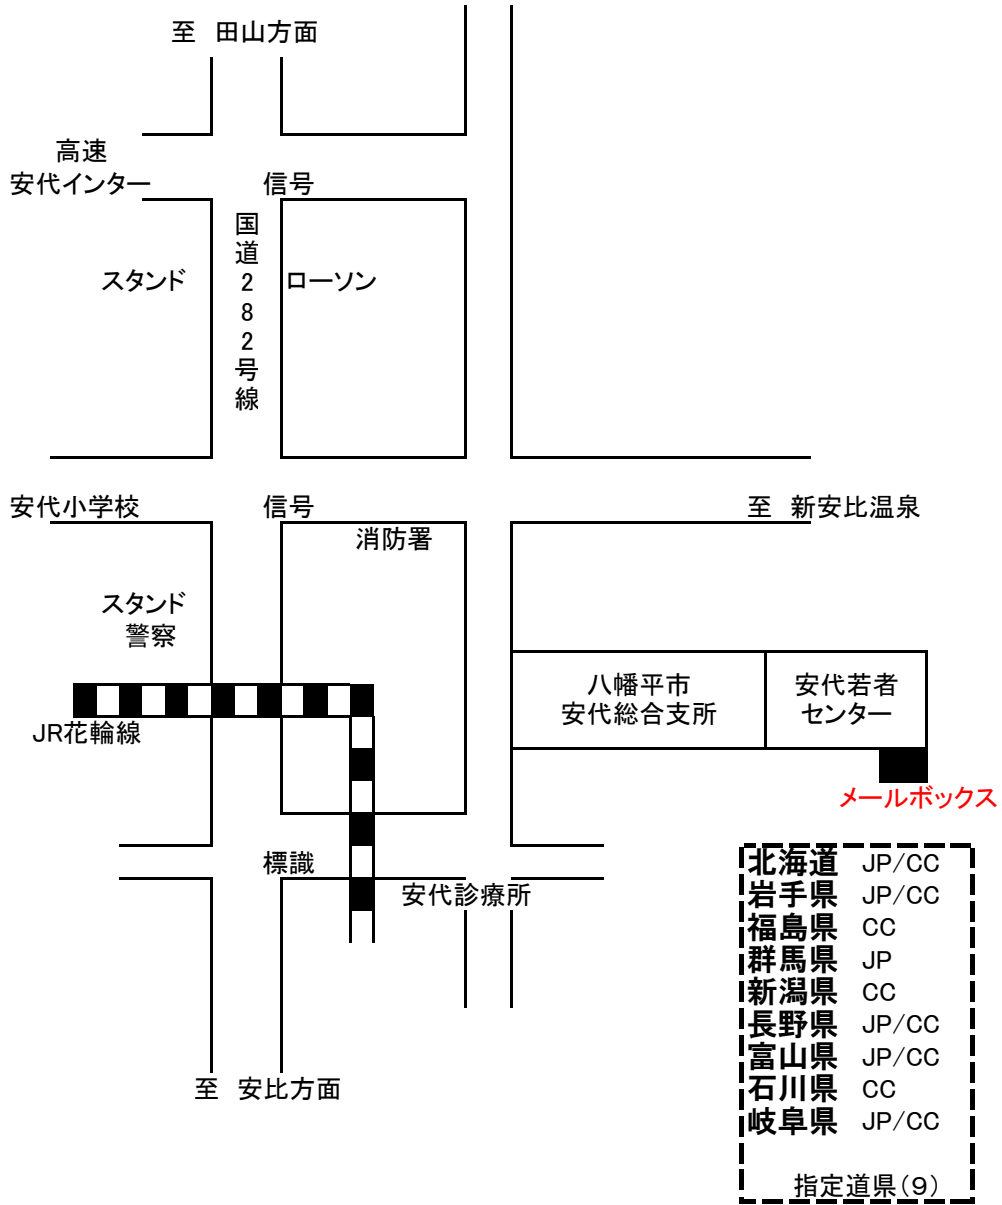 至　田山方面
高速
安代インター
信号
国道２８２号線
スタンド
ローソン
安代小学校
信号
至　新安比温泉
消防署
スタンド
警察
八幡平市
安代総合支所
安代若者
センター
JR花輪線
メールボックス
標識
安代診療所
北海道　JP/CC
岩手県　JP/CC
福島県　CC
群馬県　JP
新潟県　CC
長野県　JP/CC
富山県　JP/CC
石川県　CC
岐阜県　JP/CC
指定道県(９)
至　安比方面